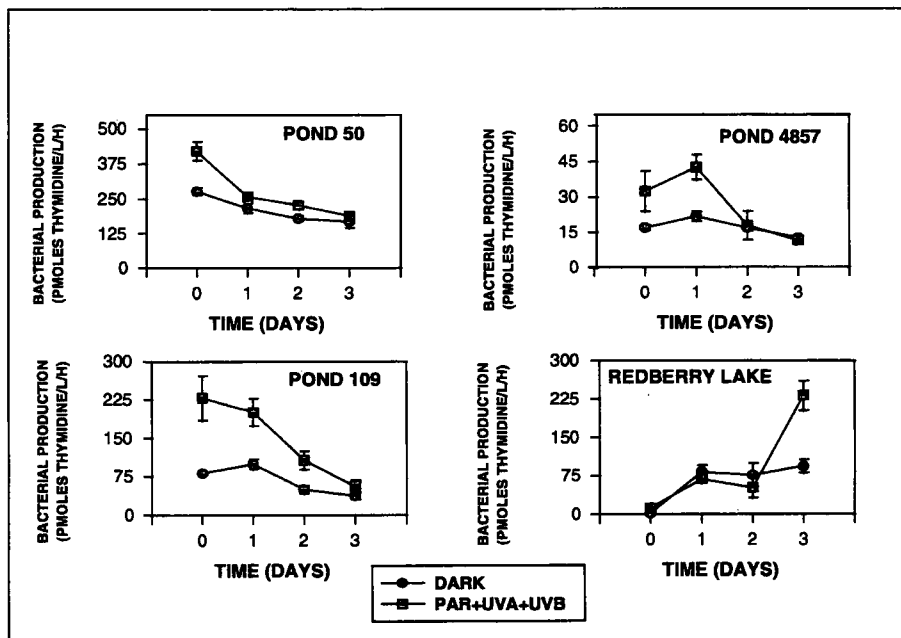 POND 50
BACTERIAL PRODUCTION
(PMOLES THYMIDINE/L/H)
500
375
250
125
0
0 1 2 3
TIME (DAYS)
POND 4857
BACTERIAL PRODUCTION
(PMOLES THYMIDINE/L/H)
60
45
30
15
0
0 1 2 3
TIME (DAYS)
POND 109
BACTERIAL PRODUCTION
(PMOLES THYMIDINE/L/H)
300
225
150
75
0
0 1 2 3
TIME (DAYS)
REDBERRY LAKE
BACTERIAL PRODUCTION
(PMOLES THYMIDINE/L/H)
300
225
150
75
0
0 1 2 3
TIME (DAYS)
DARK
PAR+UVA+UVB